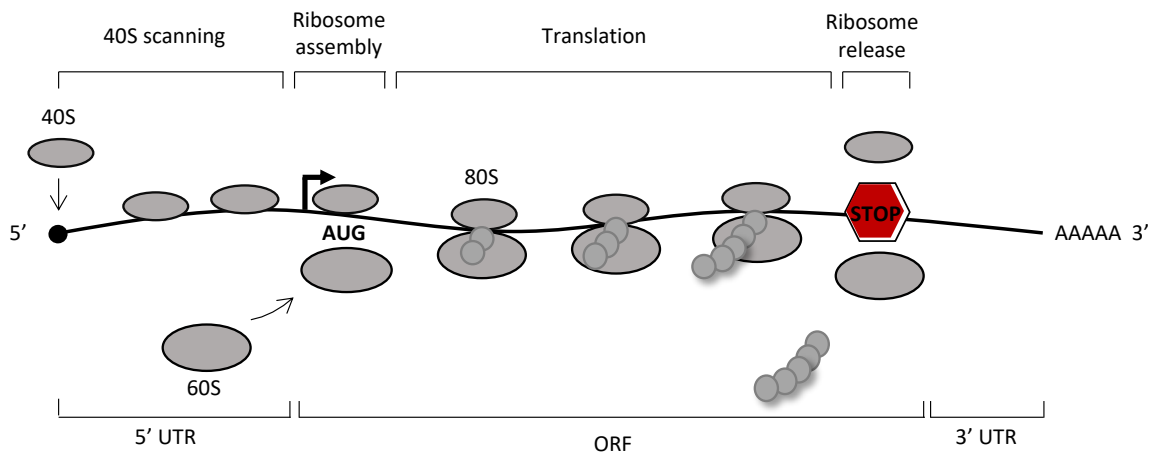 40S scanning
Ribosome
assembly
Translation
Ribosome
release
40S
80S
5’
AUG
STOP
AAAAA 3’
60S
5’ UTR
ORF
3’ UTR